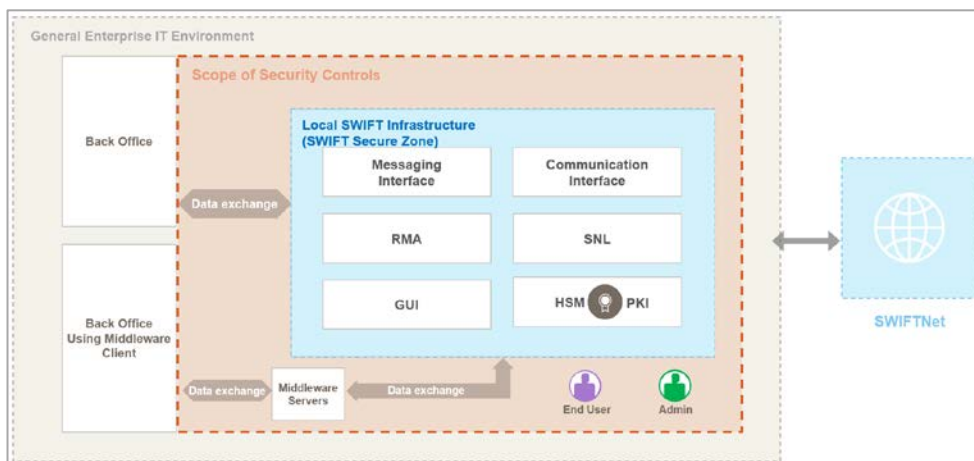 General Enterprise IT Environment
Scope of Security Controls
Back Office
Local SWIFT Infrastructure
(SWIFT Secure Zone)
Messaging
Interface
Communication
Interface
Data exchange
RMA
SNL
GUI
HSM
PKI
SWIFTNet
Back Office
Using Middleware
Client
Data exchange
Middleware
Servers
Data exchange
End User
Admin